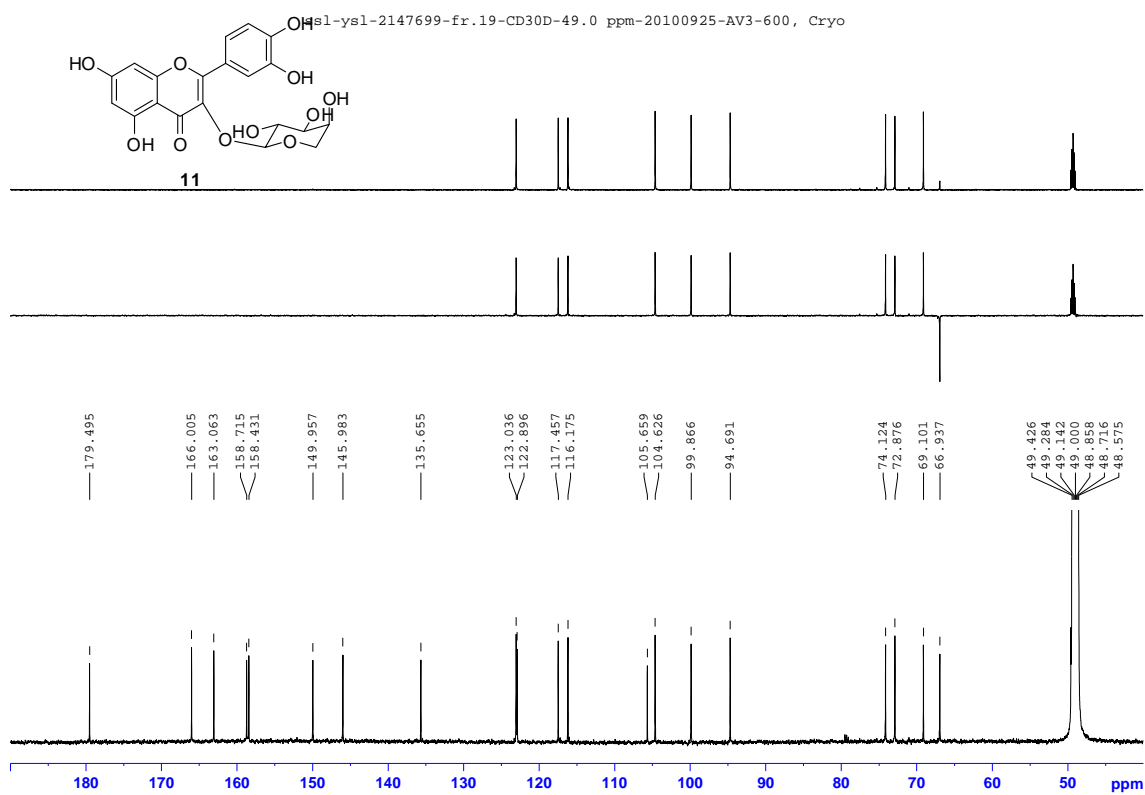 ssl-ysl-2147699-fr.19-CD30D-49.0 ppm-20100925-AV3-600, Cryo
OH
OH
HO
O
OH
OH
HO
OH
O
O
O
OH
11
179.495
166.005
163.063
158.715
158.431
149.957
145.983
135.655
123.036
122.896
117.457
116.175
105.659
104.626
99.866
94.691
74.124
72.876
69.101
66.937
49.426
49.284
49.142
49.000
48.858
48.716
48.575
180 170 160 150 140 130 120 110 100 90 80 70 60 50 ppm